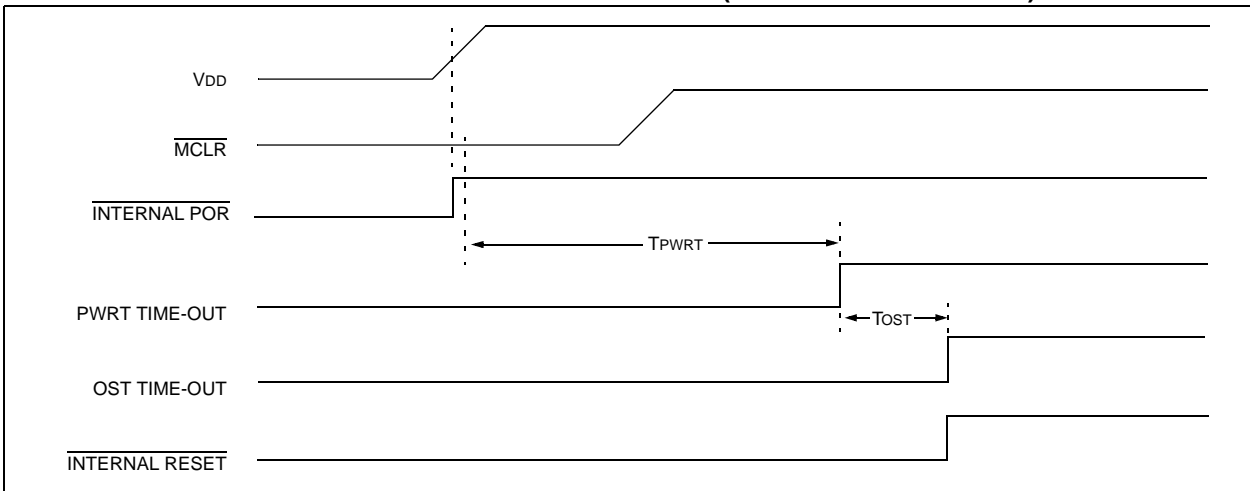 VDD
MCLR
INTERNAL POR
TPWRT
PWRT TIME-OUT
TOST
OST TIME-OUT
INTERNAL RESET